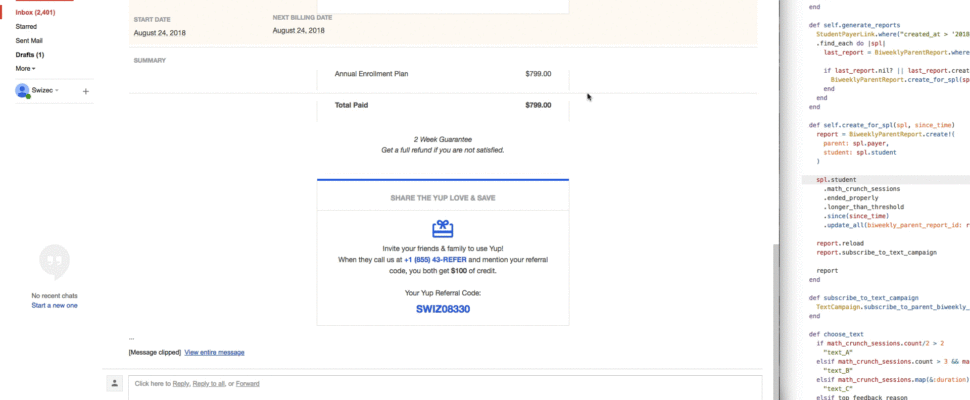 Inbox (2,401)
Starred
Sent Mail
Drafts (1)
More
Swizec
+
No recent chats
Start a new one
START DATE
August 24, 2018
NEXT BILLING DATE
August 24, 2018
SUMMARY
Annual Enrollment Plan $799.00
Total Paid $799.00
2 Week Guarantee
Get a full refund if you are not satisfied.
SHARE THE YUP LOVE & SAVE
Invite your friends & family to use Yup!
When they call us at +1 (855) 43-REFER and mention your referral
code, you both get $100 of credit.
Your Yup Referral Code:
SWIZ08330
...
[Message clipped] View entire message
Click here to Reply, Reply to all, or Forward
end
def self.generate_reports
StudentPayerLink.where("created_at > '2018
.find_each do |spl|
last_report = BiweeklyParentReport.where
if last_report.nil? || last_report.creat
BiweeklyParentReport.create_for_spl(sp
end
end
end
def self.create_for_spl(spl, since_time)
report = BiweeklyParentReport.create!(
parent: spl.payer,
student: spl.student
)
spl.student
.math_crunch_sessions
.ended_properly
.longer_than_threshold
.since(since_time)
.update_all(biweekly_parent_report_id: r
report.reload
report.subscribe_to_text_campaign
report
end
def subscribe_to_text_campaign
TextCampaign.subscribe_to_parent_biweekly_
end
def choose_text
if math_crunch_sessions.count/2 > 2
"text_A"
elsif math_crunch_sessions.count > 3 && ma
"text_B"
elsif math_crunch_sessions.map(&:duration)
"text_C"
elsif top_feedback_reason